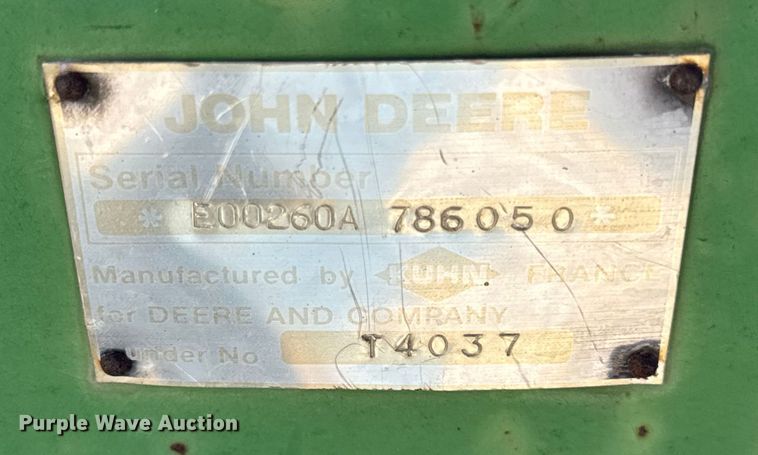 JOHN DEERE
Serial Number
* E00260A 786050 *
Manufactured by KUHN FRANCE
for DEERE AND COMPANY
under No T4037
Purple Wave Auction